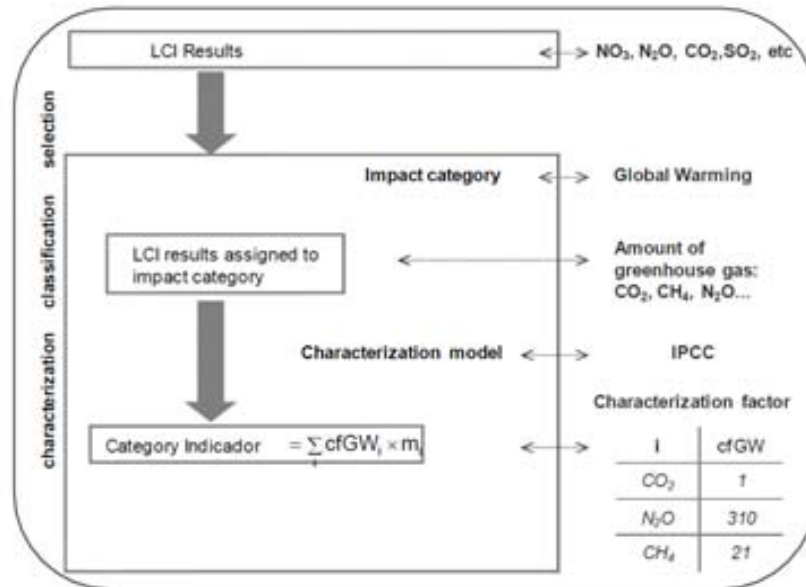 LCI Results
NO₃, N₂O, CO₂,SO₂, etc
selection
Impact category
Global Warming
classification
LCI results assigned to
impact category
Amount of
greenhouse gas:
CO₂, CH₄, N₂O...
characterization
Characterization model
IPCC
Characterization factor
Category Indicador = ∑ᵢ cfGWᵢ × mᵢ
i cfGW
CO₂ 1
N₂O 310
CH₄ 21